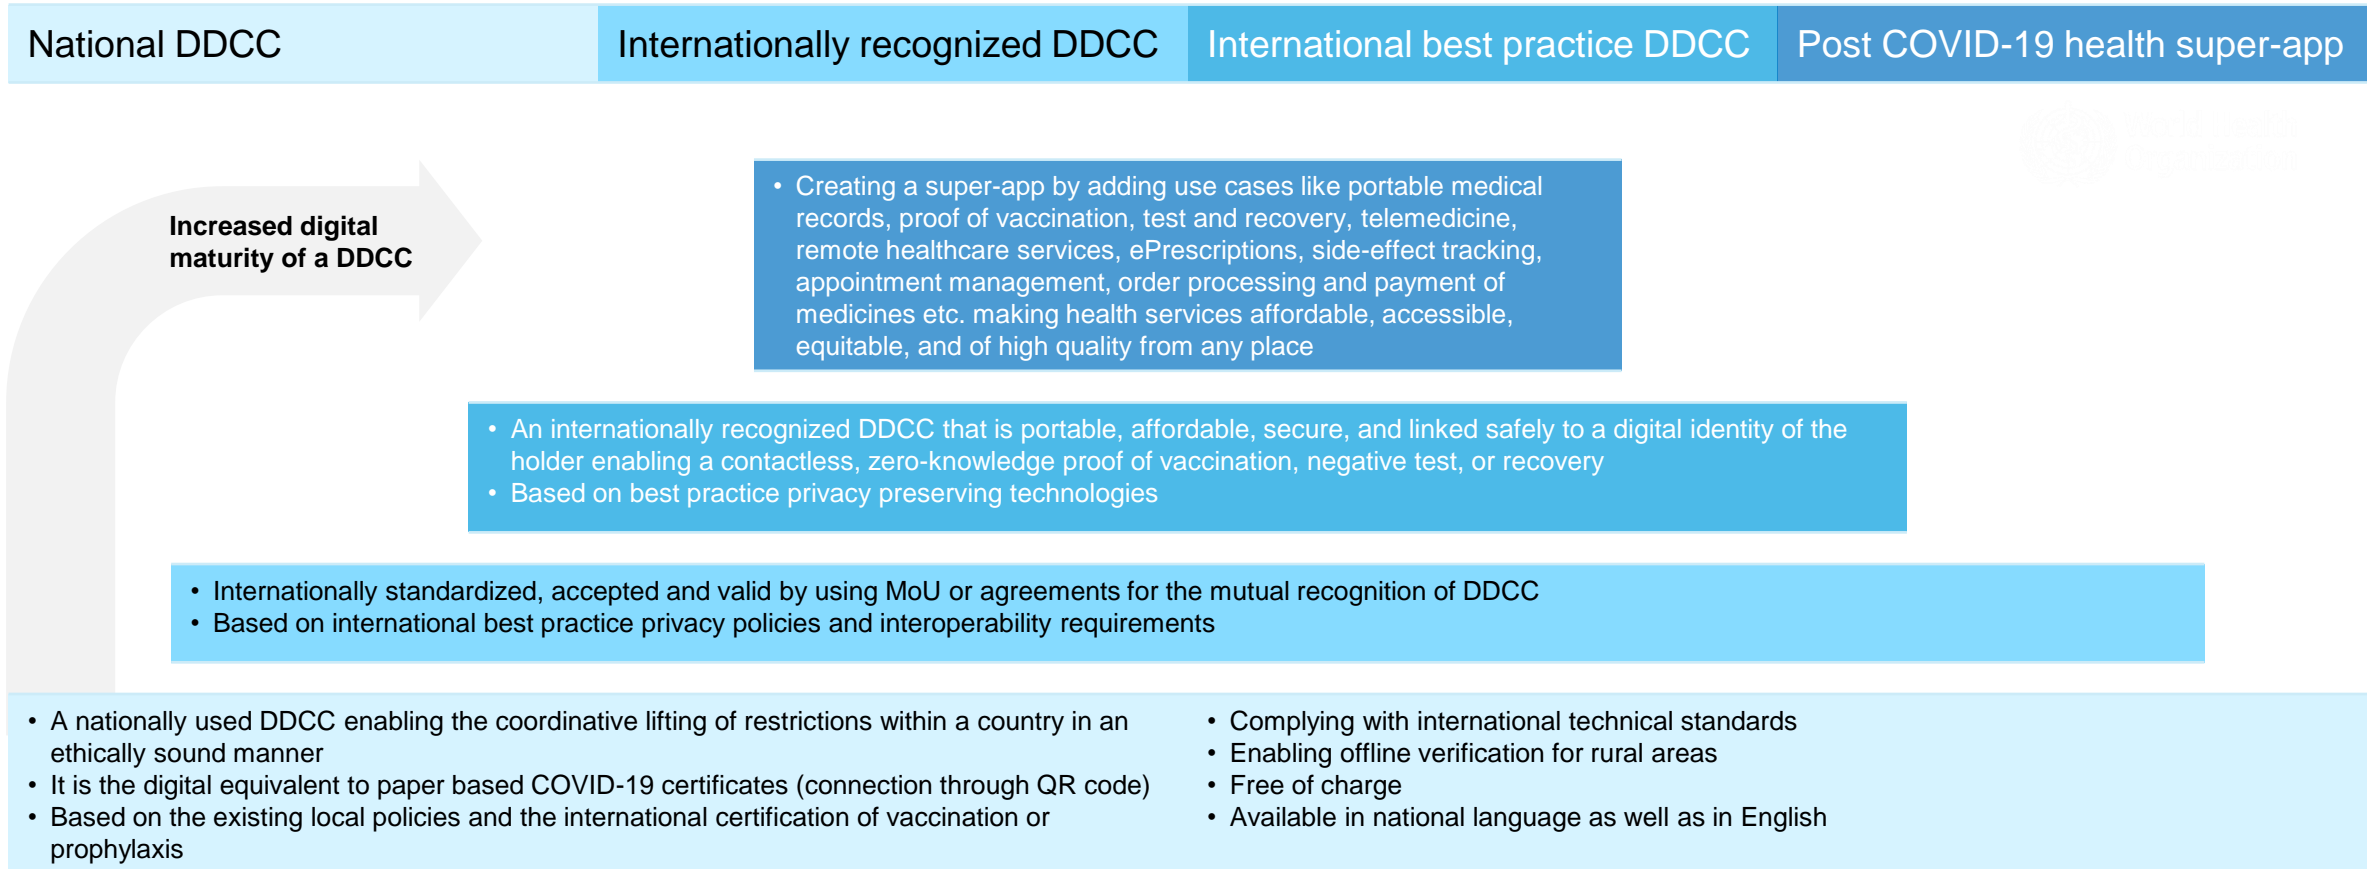 National DDCC
Internationally recognized DDCC
International best practice DDCC
Post COVID-19 health super-app
Increased digital
maturity of a DDCC
• Creating a super-app by adding use cases like portable medical
records, proof of vaccination, test and recovery, telemedicine,
remote healthcare services, ePrescriptions, side-effect tracking,
appointment management, order processing and payment of
medicines etc. making health services affordable, accessible,
equitable, and of high quality from any place
• An internationally recognized DDCC that is portable, affordable, secure, and linked safely to a digital identity of the
holder enabling a contactless, zero-knowledge proof of vaccination, negative test, or recovery
• Based on best practice privacy preserving technologies
• Internationally standardized, accepted and valid by using MoU or agreements for the mutual recognition of DDCC
• Based on international best practice privacy policies and interoperability requirements
• A nationally used DDCC enabling the coordinative lifting of restrictions within a country in an
ethically sound manner
• It is the digital equivalent to paper based COVID-19 certificates (connection through QR code)
• Based on the existing local policies and the international certification of vaccination or
prophylaxis
• Complying with international technical standards
• Enabling offline verification for rural areas
• Free of charge
• Available in national language as well as in English